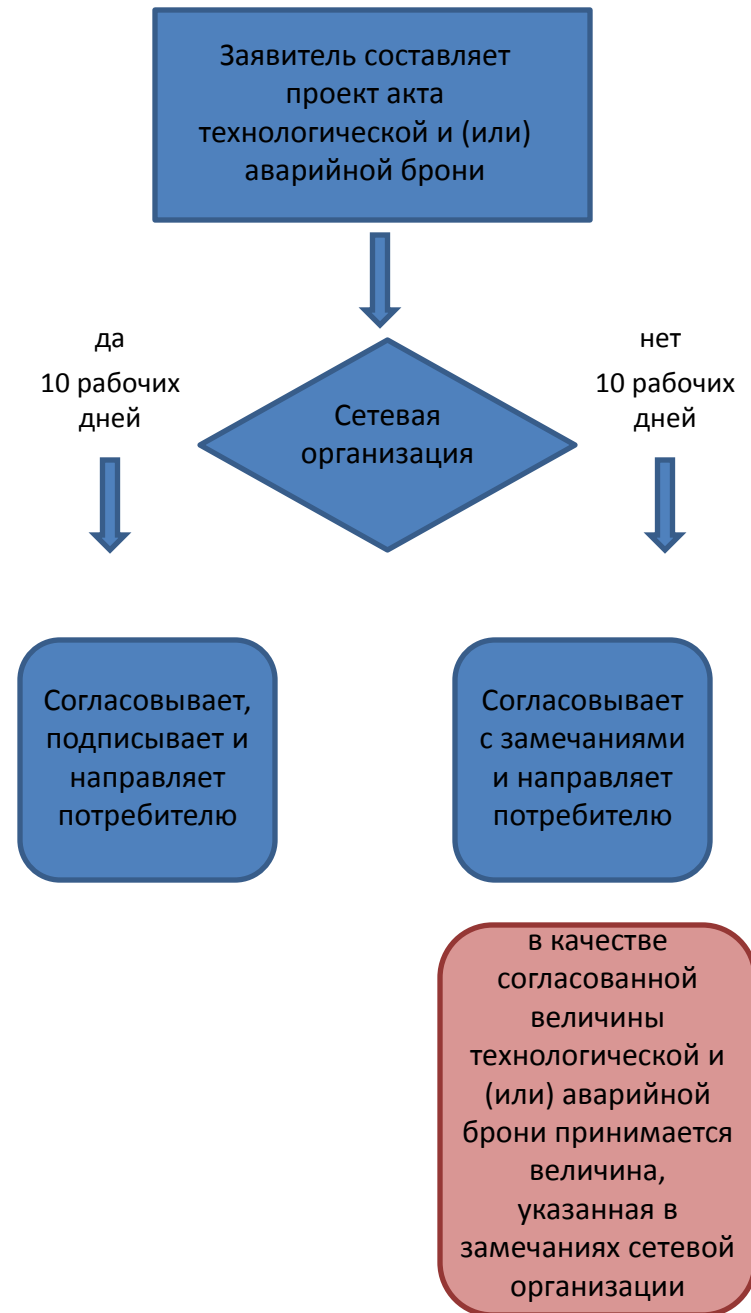 Заявитель составляет
проект акта
технологической и (или)
аварийной брони
да
10 рабочих
дней
Сетевая
организация
нет
10 рабочих
дней
Согласовывает,
подписывает и
направляет
потребителю
Согласовывает
с замечаниями
и направляет
потребителю
в качестве
согласованной
величины
технологической и
(или) аварийной
брони принимается
величина,
указанная в
замечаниях сетевой
организации